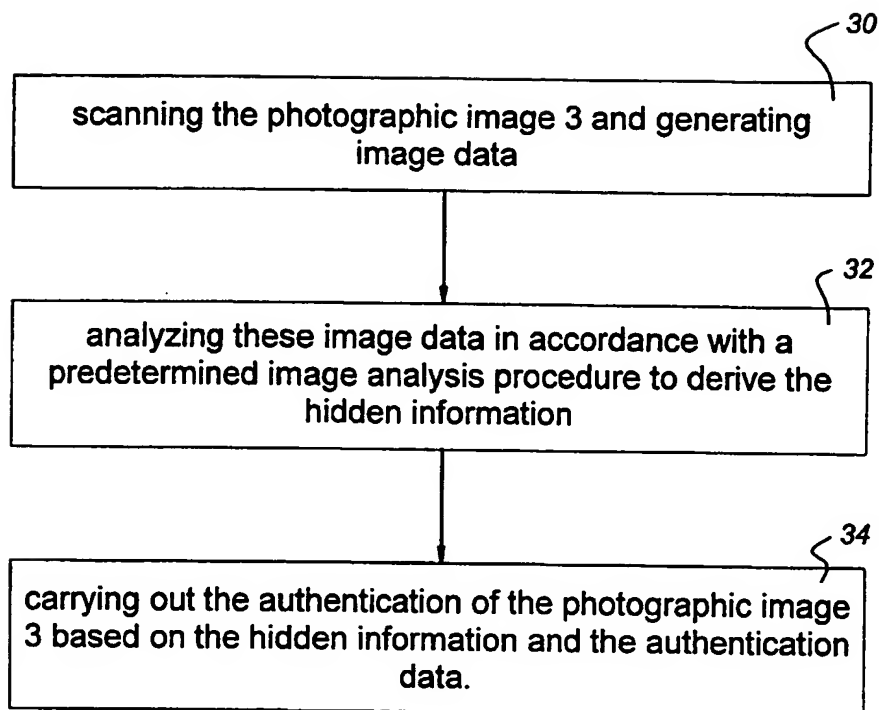 30
scanning the photographic image 3 and generating
image data
32
analyzing these image data in accordance with a
predetermined image analysis procedure to derive the
hidden information
34
carrying out the authentication of the photographic image
3 based on the hidden information and the authentication
data.